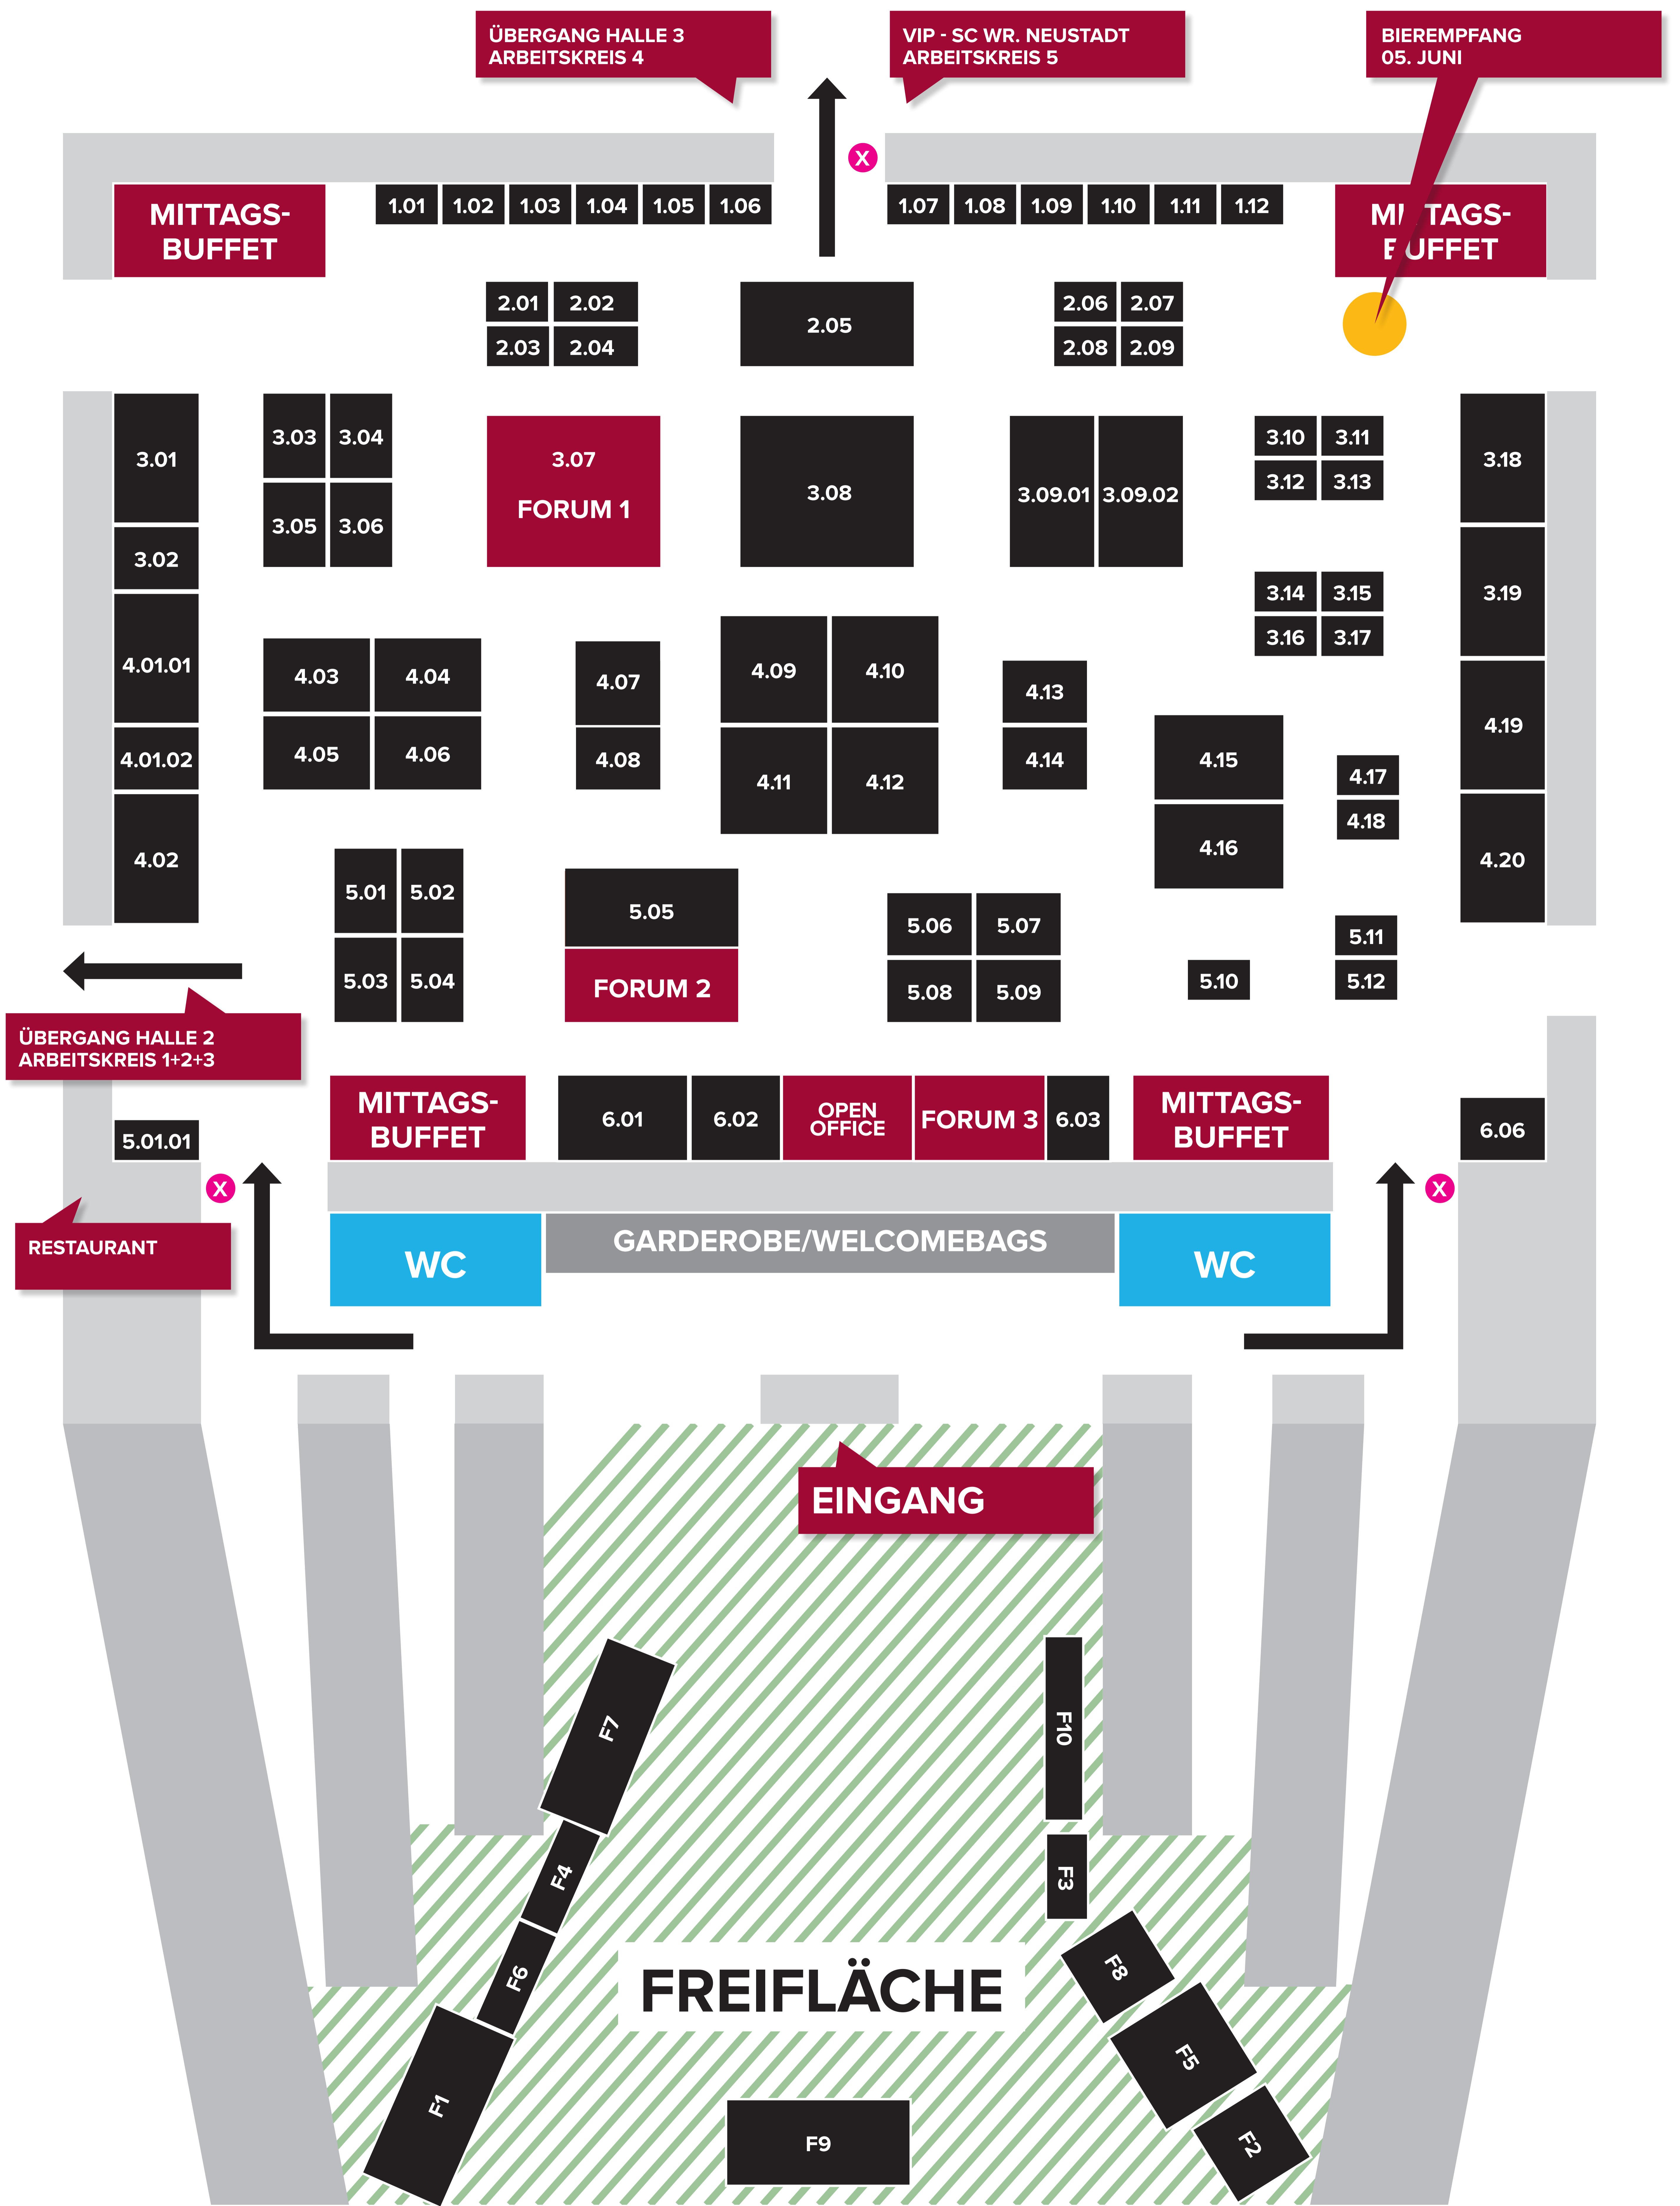 ÜBERGANG HALLE 3
ARBEITSKREIS 4
VIP - SC WR. NEUSTADT
ARBEITSKREIS 5
BIEREMPFANG
05. JUNI
X
MITTAGS-
BUFFET
1.01 1.02 1.03 1.04 1.05 1.06
1.07 1.08 1.09 1.10 1.11 1.12
MITTAGS-
BUFFET
2.01 2.02
2.03 2.04
2.05
2.06 2.07
2.08 2.09
3.01
3.02
4.01.01
4.01.02
4.02
3.03 3.04
3.05 3.06
3.07
FORUM 1
3.08
3.09.01 3.09.02
3.10 3.11
3.12 3.13
3.14 3.15
3.16 3.17
3.18
3.19
4.19
4.20
4.03 4.04
4.05 4.06
4.07
4.08
4.09 4.10
4.11 4.12
4.13
4.14
4.15
4.16
4.17
4.18
5.01 5.02
5.03 5.04
5.05
FORUM 2
5.06 5.07
5.08 5.09
5.10
5.11
5.12
ÜBERGANG HALLE 2
ARBEITSKREIS 1+2+3
5.01.01
MITTAGS-
BUFFET
6.01
6.02
OPEN
OFFICE
FORUM 3
6.03
MITTAGS-
BUFFET
6.06
X
X
RESTAURANT
WC
GARDEROBE/WELCOMEBAGS
WC
EINGANG
F7
F10
F4
F3
F6
FREIFLÄCHE
F8
F1
F5
F9
F2